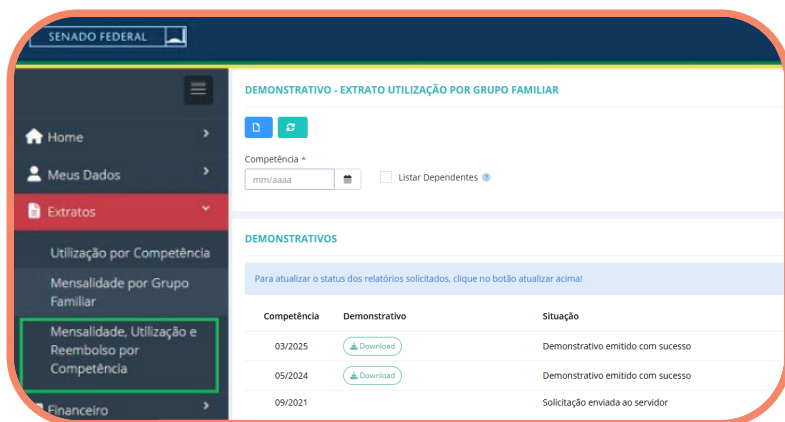 SENADO FEDERAL
Home
Meus Dados
Extratos
Utilização por Competência
Mensalidade por Grupo
Familiar
Mensalidade, Utilização e
Reembolso por
Competência
Financeiro
DEMONSTRATIVO - EXTRATO UTILIZAÇÃO POR GRUPO FAMILIAR
Competência *
mm/aaaa
Listar Dependentes ?
DEMONSTRATIVOS
Para atualizar o status dos relatórios solicitados, clique no botão atualizar acima!
Competência Demonstrativo Situação
03/2025 Download Demonstrativo emitido com sucesso
05/2024 Download Demonstrativo emitido com sucesso
09/2021 Solicitação enviada ao servidor